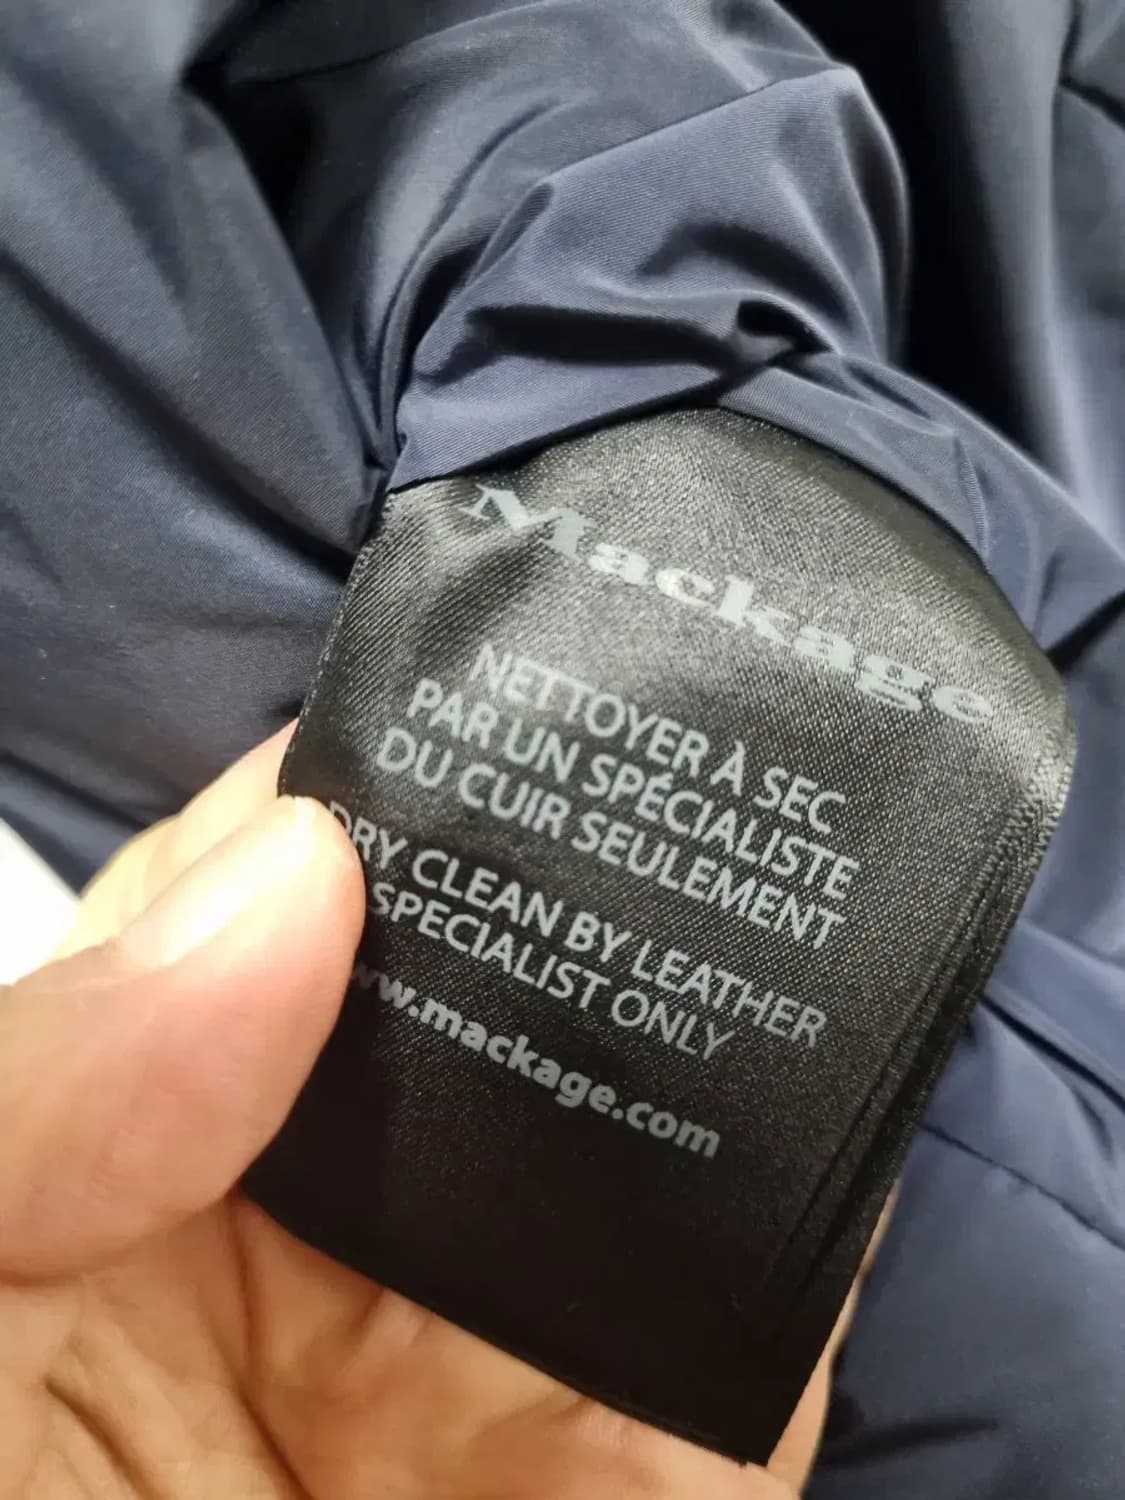 Mackage
NETTOYER À SEC
PAR UN SPÉCIALISTE
DU CUIR SEULEMENT
DRY CLEAN BY LEATHER
SPECIALIST ONLY
ww.mackage.com